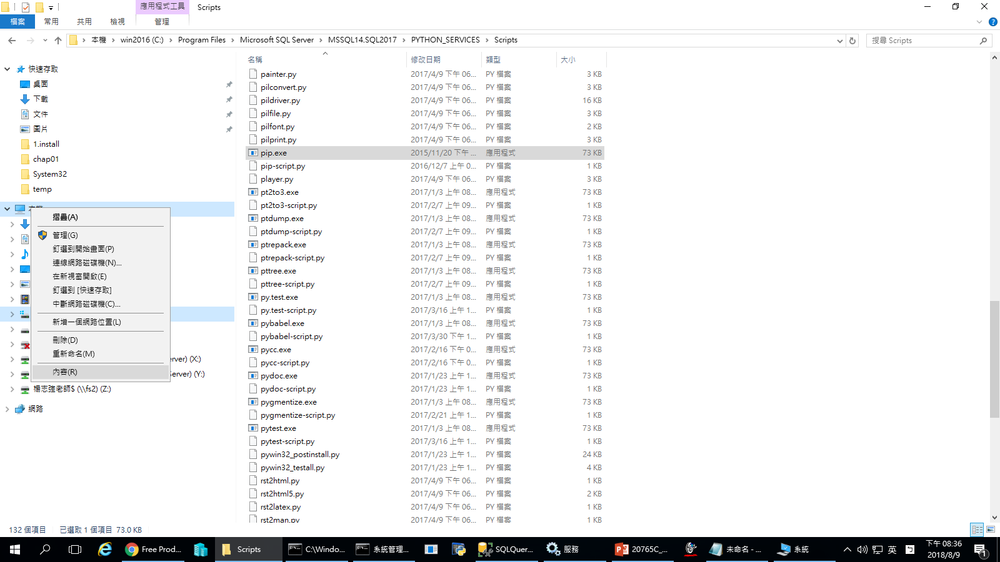 應用程式工具 Scripts
檔案 常用 共用 檢視 管理
本機 win2016 (C:) Program Files Microsoft SQL Server MSSQL14.SQL2017 PYTHON_SERVICES Scripts 搜尋 Scripts
名稱 修改日期 類型 大小
快速存取
桌面
下載
文件
圖片
1.install
chap01
System32
temp
摺疊(A)
管理(G)
釘選到開始畫面(P)
連線網路磁碟機(N)...
在新視窗開啟(E)
釘選到 [快速存取]
中斷網路磁碟機(C)...
新增一個網路位置(L)
刪除(D)
重新命名(M)
內容(R)
erver) (X:)
Server) (Y:)
楊志強老師$ (\\fs2) (Z:)
網路
painter.py 2017/4/9 下午 06... PY 檔案 3 KB
pilconvert.py 2017/4/9 下午 06... PY 檔案 3 KB
pildriver.py 2017/4/9 下午 06... PY 檔案 16 KB
pilfile.py 2017/4/9 下午 06... PY 檔案 3 KB
pilfont.py 2017/4/9 下午 06... PY 檔案 2 KB
pilprint.py 2017/4/9 下午 06... PY 檔案 3 KB
pip.exe 2015/11/20 下午 ... 應用程式 73 KB
pip-script.py 2016/12/7 上午 0... PY 檔案 1 KB
player.py 2017/4/9 下午 06... PY 檔案 3 KB
pt2to3.exe 2017/1/3 上午 08... 應用程式 73 KB
pt2to3-script.py 2017/2/7 上午 09... PY 檔案 1 KB
ptdump.exe 2017/1/3 上午 08... 應用程式 73 KB
ptdump-script.py 2017/2/7 上午 09... PY 檔案 1 KB
ptrepack.exe 2017/1/3 上午 08... 應用程式 73 KB
ptrepack-script.py 2017/2/7 上午 09... PY 檔案 1 KB
pttree.exe 2017/1/3 上午 08... 應用程式 73 KB
pttree-script.py 2017/2/7 上午 09... PY 檔案 1 KB
py.test.exe 2017/1/3 上午 08... 應用程式 73 KB
py.test-script.py 2017/3/16 上午 1... PY 檔案 1 KB
pybabel.exe 2017/1/3 上午 08... 應用程式 73 KB
pybabel-script.py 2017/3/30 下午 1... PY 檔案 1 KB
pycc.exe 2017/2/16 下午 0... 應用程式 73 KB
pycc-script.py 2017/2/16 下午 0... PY 檔案 1 KB
pydoc.exe 2017/1/23 上午 1... 應用程式 73 KB
pydoc-script.py 2017/1/23 上午 1... PY 檔案 1 KB
pygmentize.exe 2017/1/3 上午 08... 應用程式 73 KB
pygmentize-script.py 2017/2/21 上午 1... PY 檔案 1 KB
pytest.exe 2017/1/3 上午 08... 應用程式 73 KB
pytest-script.py 2017/3/16 上午 1... PY 檔案 1 KB
pywin32_postinstall.py 2017/1/23 上午 1... PY 檔案 24 KB
pywin32_testall.py 2017/1/23 上午 1... PY 檔案 4 KB
rst2html.py 2017/4/9 下午 06... PY 檔案 1 KB
rst2html5.py 2017/4/9 下午 06... PY 檔案 2 KB
rst2latex.py 2017/4/9 下午 06... PY 檔案 1 KB
rst2man.py 2017/4/9 下午 06... PY 檔案 1 KB
132 個項目 已選取 1 個項目 73.0 KB
Free Prod... Scripts C:\Windo... 系統管理... SQLQuer... 服務 20765C_... 未命名 - ... 系統 英 下午 08:36
2018/8/9 1